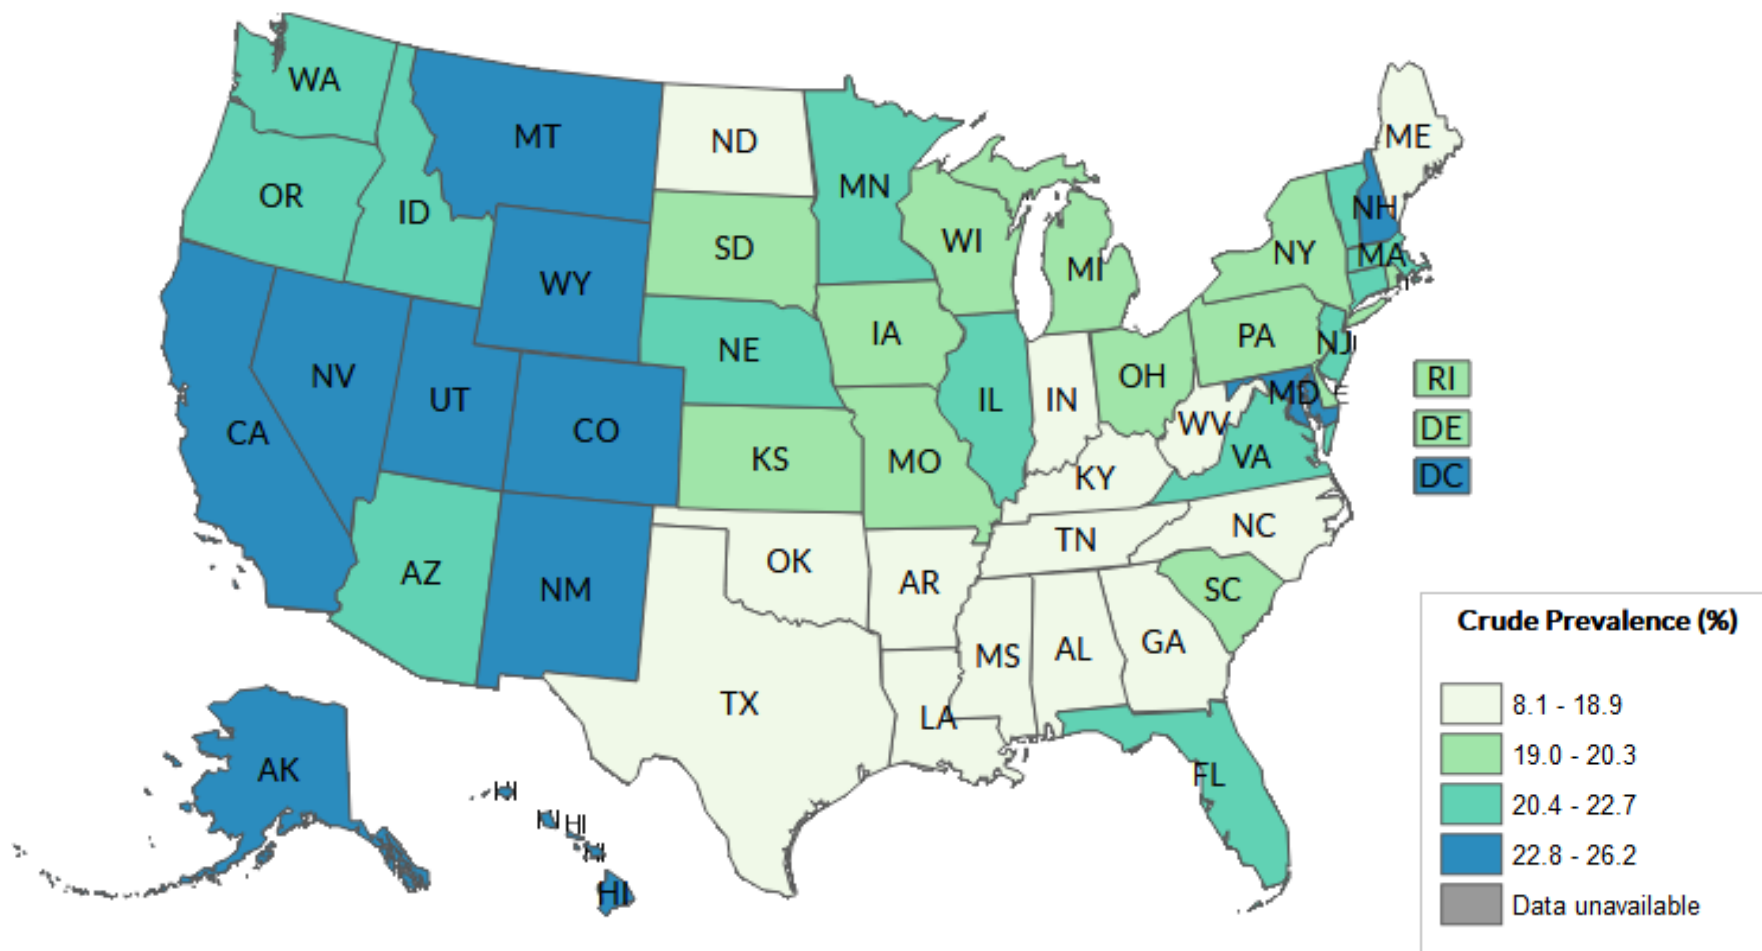 WA
MT
ND
ME
MN
OR
ID
NH
SD
WI
NY
MA
MI
WY
IA
PA
NE
NJ
NV
OH
RI
UT
IL
IN
MD
CO
WV
DE
CA
KS
MO
VA
KY
DC
NC
TN
OK
AZ
AR
NM
SC
MS
AL
GA
TX
LA
FL
AK
HI
HI
HI
HI
Crude Prevalence (%)
8.1 - 18.9
19.0 - 20.3
20.4 - 22.7
22.8 - 26.2
Data unavailable